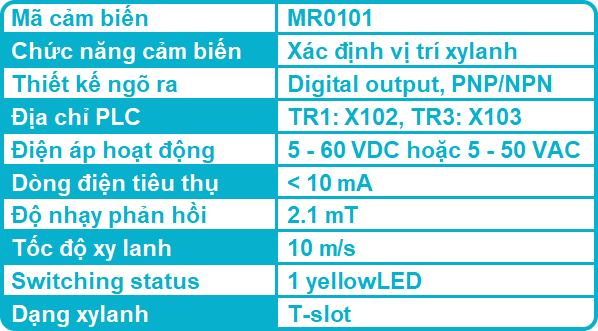 Mã cảm biến MR0101
Chức năng cảm biến Xác định vị trí xylanh
Thiết kế ngõ ra Digital output, PNP/NPN
Địa chỉ PLC TR1: X102, TR3: X103
Điện áp hoạt động 5 - 60 VDC hoặc 5 - 50 VAC
Dòng điện tiêu thụ < 10 mA
Độ nhạy phản hồi 2.1 mT
Tốc độ xy lanh 10 m/s
Switching status 1 yellowLED
Dạng xylanh T-slot